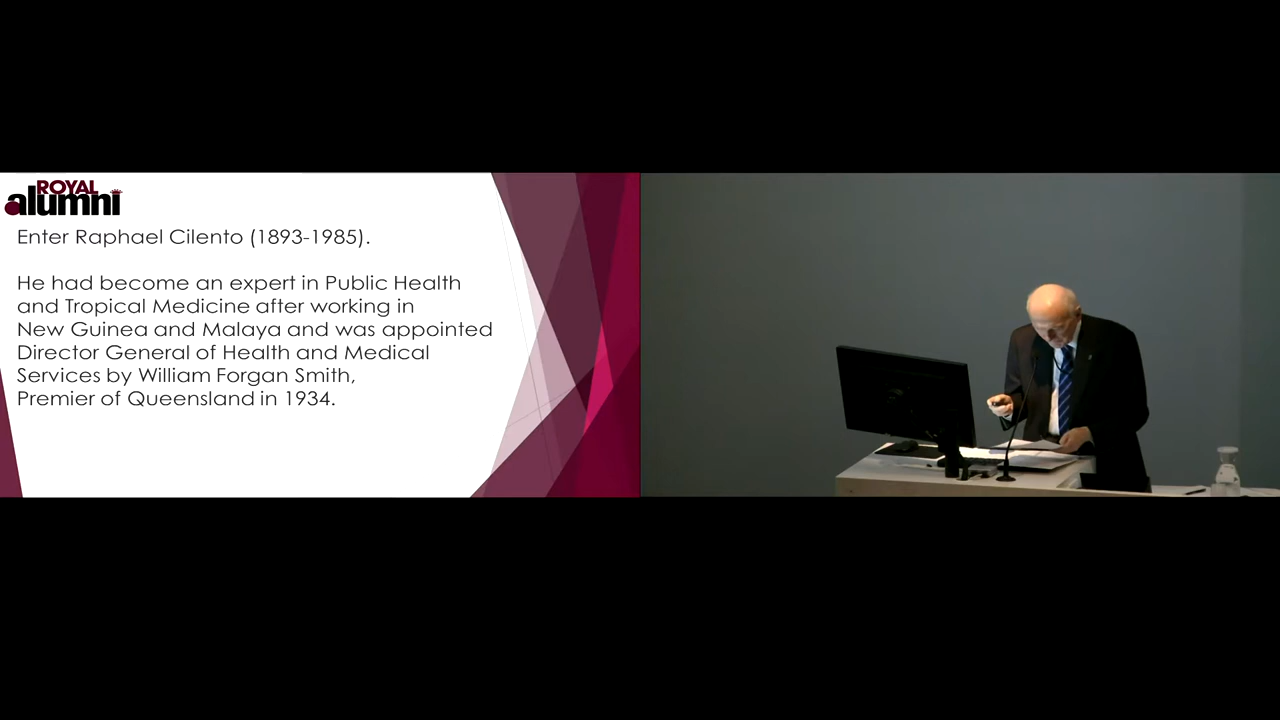 ROYAL
alumni
Enter Raphael Cilento (1893-1985).
He had become an expert in Public Health
and Tropical Medicine after working in
New Guinea and Malaya and was appointed
Director General of Health and Medical
Services by William Forgan Smith,
Premier of Queensland in 1934.